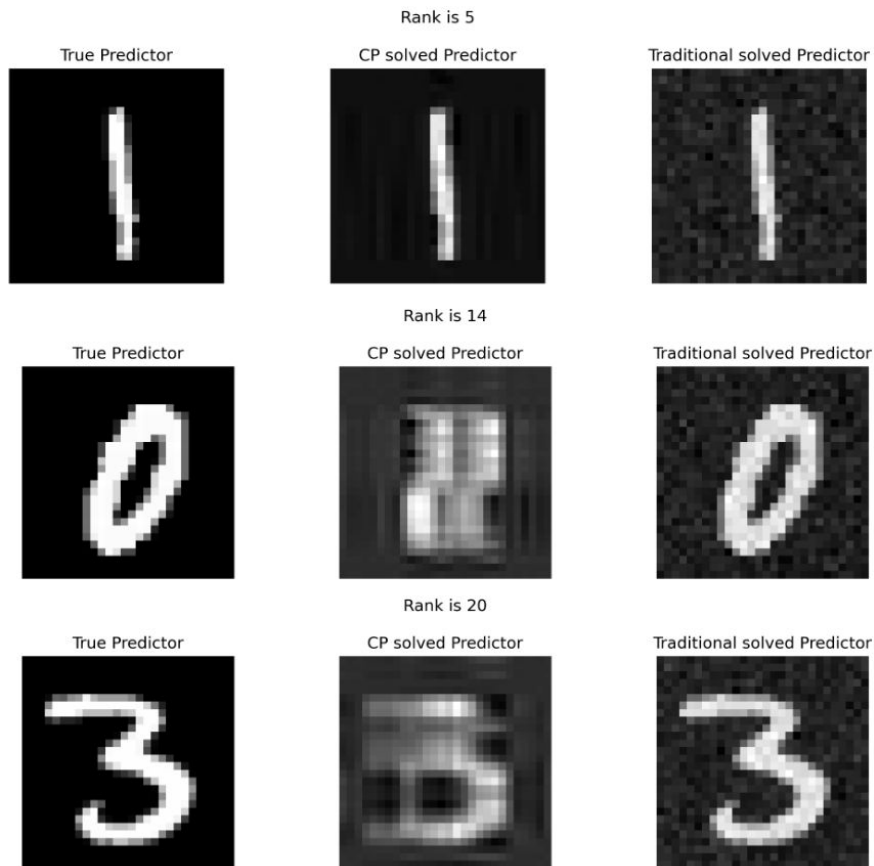 Rank is 5
True Predictor CP solved Predictor Traditional solved Predictor
Rank is 14
True Predictor CP solved Predictor Traditional solved Predictor
Rank is 20
True Predictor CP solved Predictor Traditional solved Predictor